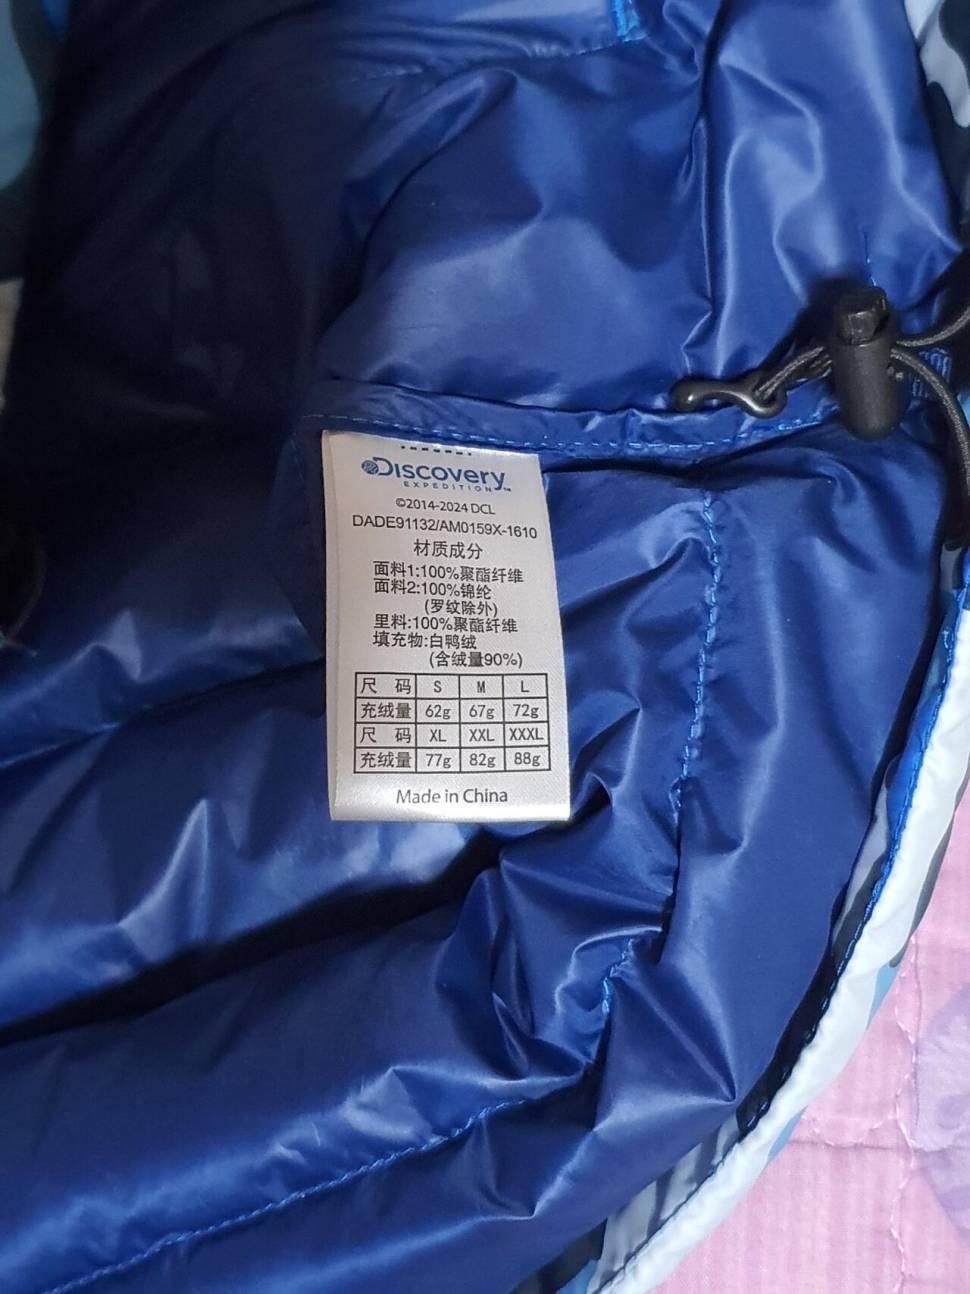 Discovery
EXPEDITION™
©2014-2024 DCL
DADE91132/AM0159X-1610
材质成分
面料1:100%聚酯纤维
面料2:100%锦纶
(罗纹除外)
里料:100%聚酯纤维
填充物:白鸭绒
(含绒量90%)
尺 码 S M L
充绒量 62g 67g 72g
尺 码 XL XXL XXXL
充绒量 77g 82g 88g
Made in China